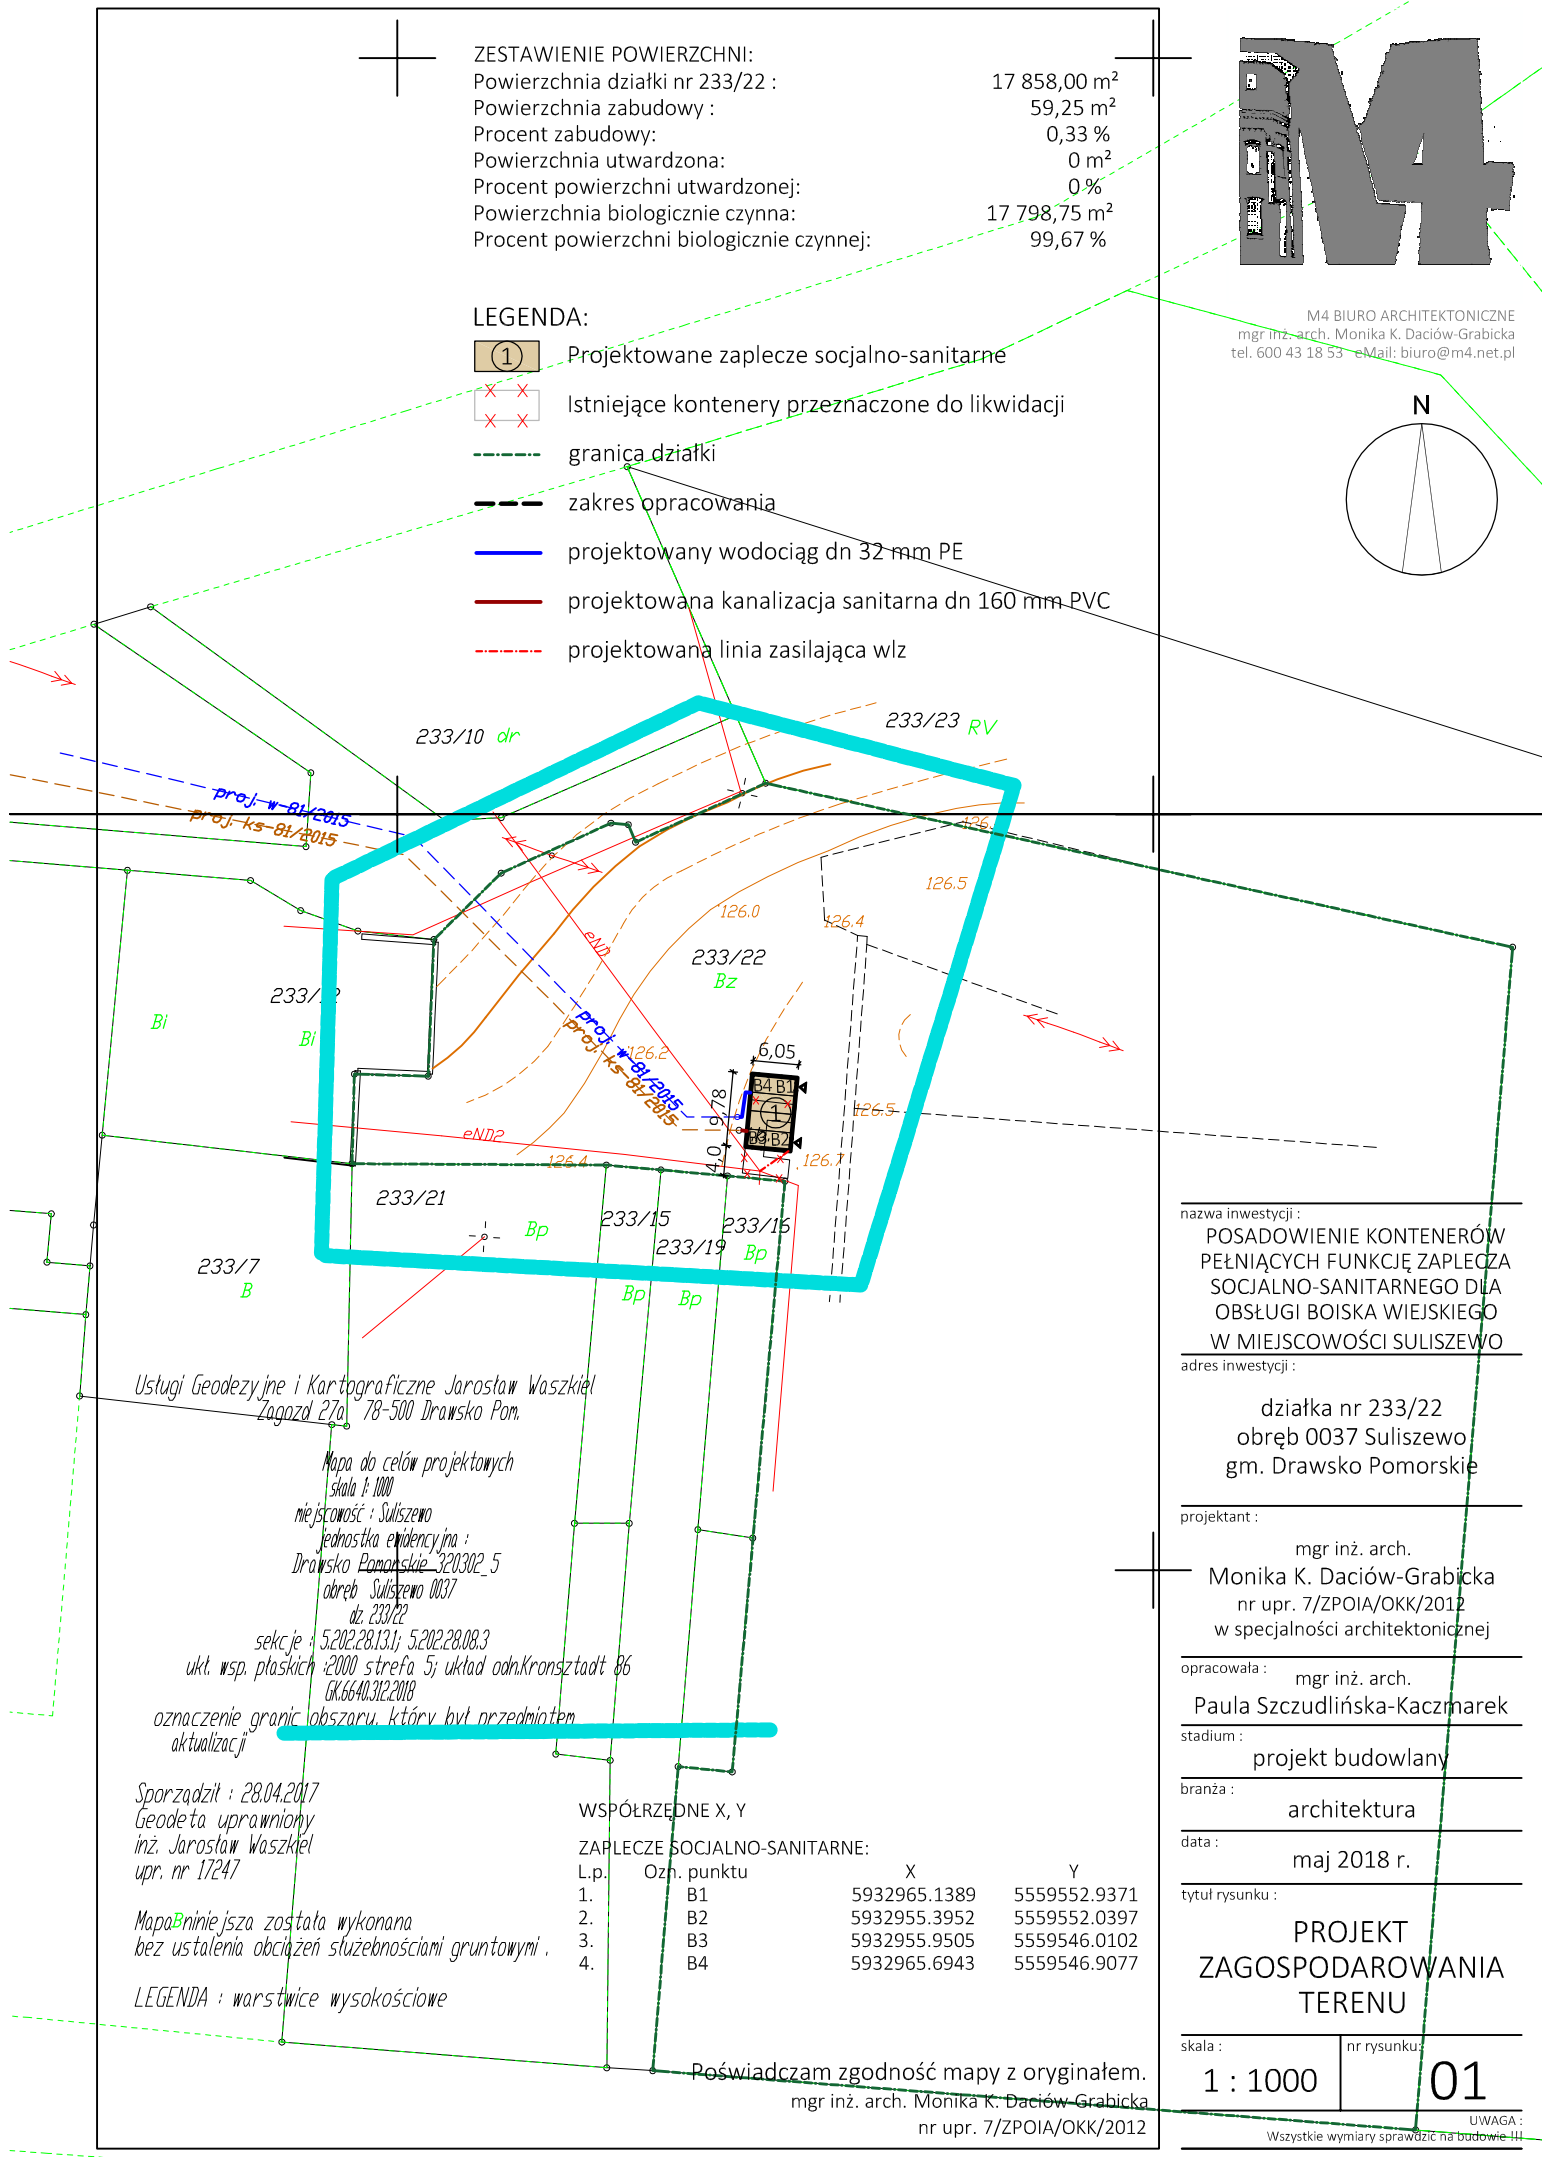 ZESTAWIENIE POWIERZCHNI:
Powierzchnia działki nr 233/22 : 17 858,00 m²
Powierzchnia zabudowy : 59,25 m²
Procent zabudowy: 0,33 %
Powierzchnia utwardzona: 0 m²
Procent powierzchni utwardzonej: 0 %
Powierzchnia biologicznie czynna: 17 798,75 m²
Procent powierzchni biologicznie czynnej: 99,67 %
M4
M4 BIURO ARCHITEKTONICZNE
mgr inż. arch. Monika K. Daciów-Grabicka
tel. 600 43 18 53 eMail: biuro@m4.net.pl
N
LEGENDA:
1 Projektowane zaplecze socjalno-sanitarne
Istniejące kontenery przeznaczone do likwidacji
granica działki
zakres opracowania
projektowany wodociąg dn 32 mm PE
projektowana kanalizacja sanitarna dn 160 mm PVC
projektowana linia zasilająca wlz
233/10 dr
233/23 RV
proj. w-81/2015
proj. ks-81/2015
126.5
126.0
126.4
eND
233/22
Bz
233/12
Bi
Bi
proj. w-81/2015
proj. ks-81/2015
126.2
6,05
B4 B1
9,78
1
126.5
B3 B2
4,0
eND2
126.4
126.7
233/21
Bp
233/15
233/19
233/16
Bp
233/7
B
Bp
Bp
Usługi Geodezyjne i Kartograficzne Jarosław Waszkiel
Zagozd 27a 78-500 Drawsko Pom.
Mapa do celów projektowych
skala 1: 1000
miejscowość : Suliszewo
jednostka ewidencyjna :
Drawsko Pomorskie 320302_5
obręb Suliszewo 0037
dz. 233/22
sekcje : 5.202.28.13.1; 5.202.28.08.3
ukł. wsp. płaskich :2000 strefa 5; układ odn.Kronsztadt 86
GK.6640.312.2018
oznaczenie granic obszaru, który był przedmiotem
aktualizacji
Sporządził : 28.04.2017
Geodeta uprawniony
inż. Jarosław Waszkiel
upr. nr 17247
Mapa niniejsza została wykonana
B
bez ustalenia obciążeń służebnościami gruntowymi .
LEGENDA : warstwice wysokościowe
WSPÓŁRZĘDNE X, Y
ZAPLECZE SOCJALNO-SANITARNE:
L.p. Ozn. punktu X Y
1. B1 5932965.1389 5559552.9371
2. B2 5932955.3952 5559552.0397
3. B3 5932955.9505 5559546.0102
4. B4 5932965.6943 5559546.9077
Poświadczam zgodność mapy z oryginałem.
mgr inż. arch. Monika K. Daciów-Grabicka
nr upr. 7/ZPOIA/OKK/2012
nazwa inwestycji :
POSADOWIENIE KONTENERÓW
PEŁNIĄCYCH FUNKCJĘ ZAPLECZA
SOCJALNO-SANITARNEGO DLA
OBSŁUGI BOISKA WIEJSKIEGO
W MIEJSCOWOŚCI SULISZEWO
adres inwestycji :
działka nr 233/22
obręb 0037 Suliszewo
gm. Drawsko Pomorskie
projektant :
mgr inż. arch.
Monika K. Daciów-Grabicka
nr upr. 7/ZPOIA/OKK/2012
w specjalności architektonicznej
opracowała :
mgr inż. arch.
Paula Szczudlińska-Kaczmarek
stadium :
projekt budowlany
branża :
architektura
data :
maj 2018 r.
tytuł rysunku :
PROJEKT
ZAGOSPODAROWANIA
TERENU
skala :
1 : 1000
nr rysunku:
01
UWAGA :
Wszystkie wymiary sprawdzić na budowie !!!